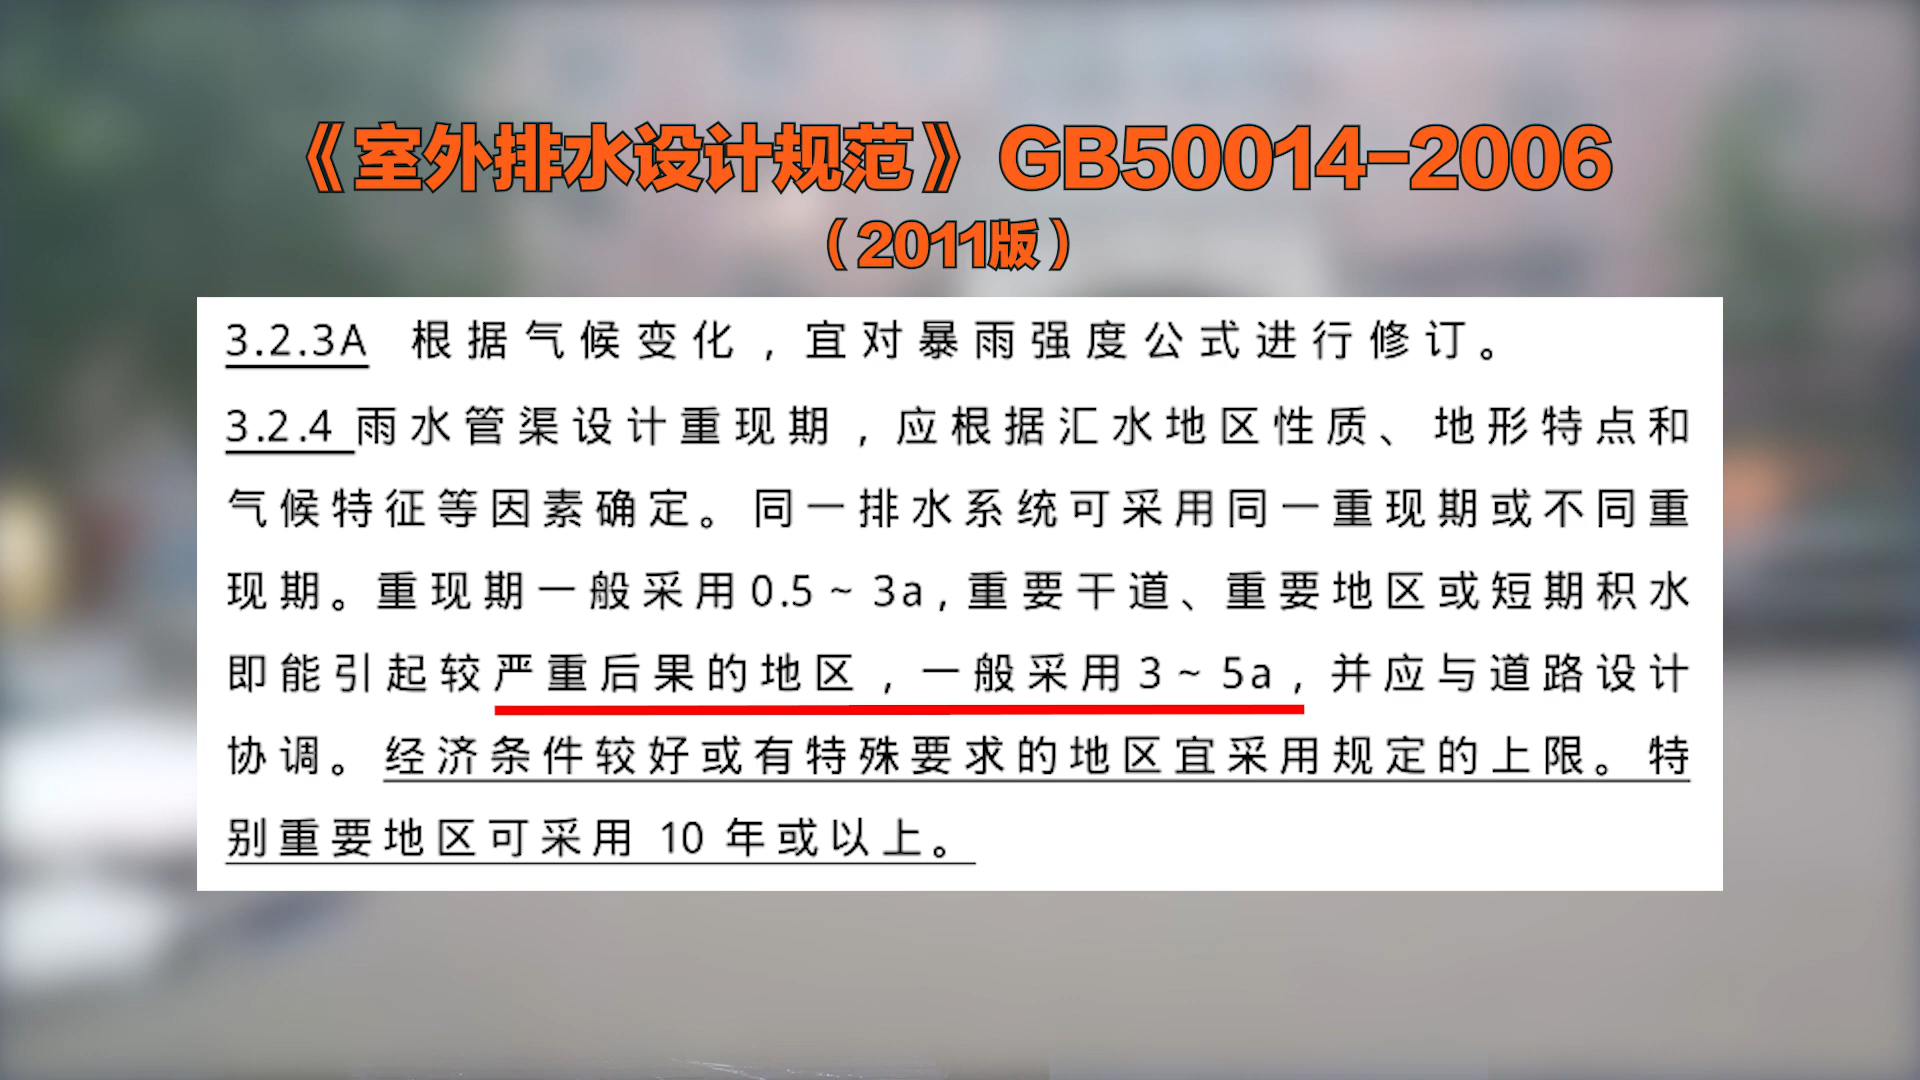 《室外排水设计规范》GB50014-2006
（2011版）
3.2.3A 根据气候变化，宜对暴雨强度公式进行修订。
3.2.4 雨水管渠设计重现期，应根据汇水地区性质、地形特点和
气候特征等因素确定。同一排水系统可采用同一重现期或不同重
现期。重现期一般采用0.5~3a,重要干道、重要地区或短期积水
即能引起较严重后果的地区，一般采用3~5a，并应与道路设计
协调。经济条件较好或有特殊要求的地区宜采用规定的上限。特
别重要地区可采用 10 年或以上。